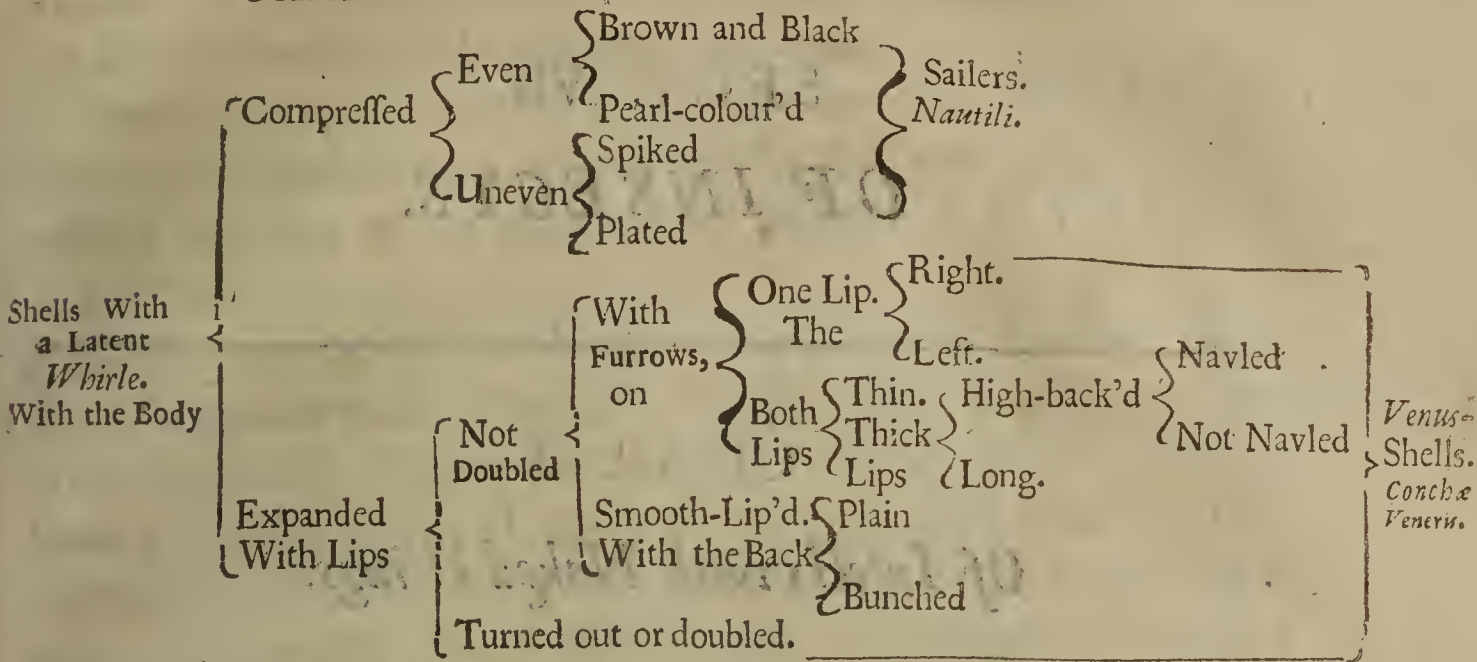 Brown and Black
Even
Pearl-colour'd
Compreſſed
Sailers.
Nautili.
Spiked
Uneven
Plated
Shells With
a Latent
Whirle.
With the Body
With
Furrows,
on
One Lip.
The
Right.
Left.
Both
Lips
Thin.
Thick
Lips
High-back'd
Long.
Navled
Not Navled
Not
Doubled
Expanded
With Lips
Smooth-Lip'd.
With the Back
Plain
Bunched
Turned out or doubled.
Venus-
Shells.
Conchæ
Veneris.